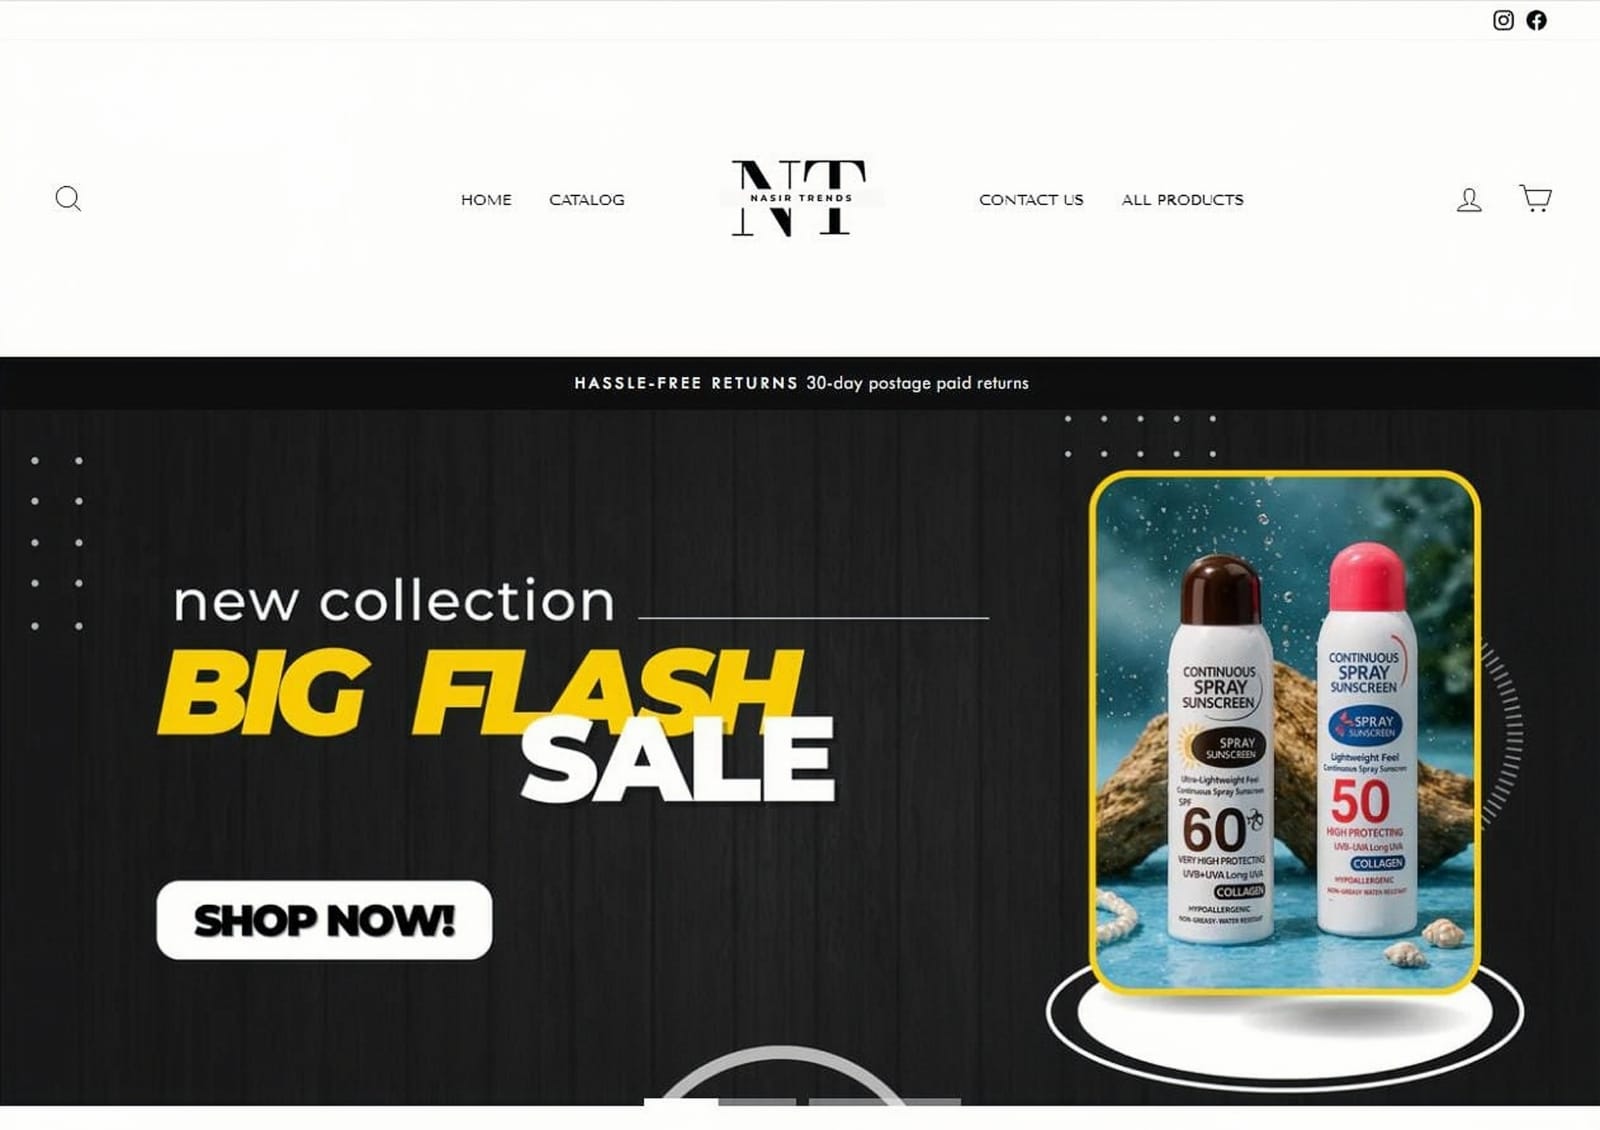 HOME
CATALOG
NT
NASIR TRENDS
CONTACT US
ALL PRODUCTS
HASSLE-FREE RETURNS 30-day postage paid returns
new collection
BIG FLASH
SALE
SHOP NOW!
CONTINUOUS
SPRAY
SUNSCREEN
SPRAY
SUNSCREEN
Ultra-Lightweight Feel
Continuous Spray Sunscreen
SPF
60
VERY HIGH PROTECTING
UVB+UVA Long UVA
COLLAGEN
HYPOALLERGENIC
NON-GREASY-WATER RESISTANT
CONTINUOUS
SPRAY
SUNSCREEN
SPRAY
SUNSCREEN
Lightweight Feel
Continuous Spray Sunscreen
50
HIGH PROTECTING
UVB-UVA Long UVA
COLLAGEN
HYPOALLERGENIC
NON-GREASY WATER RESISTANT